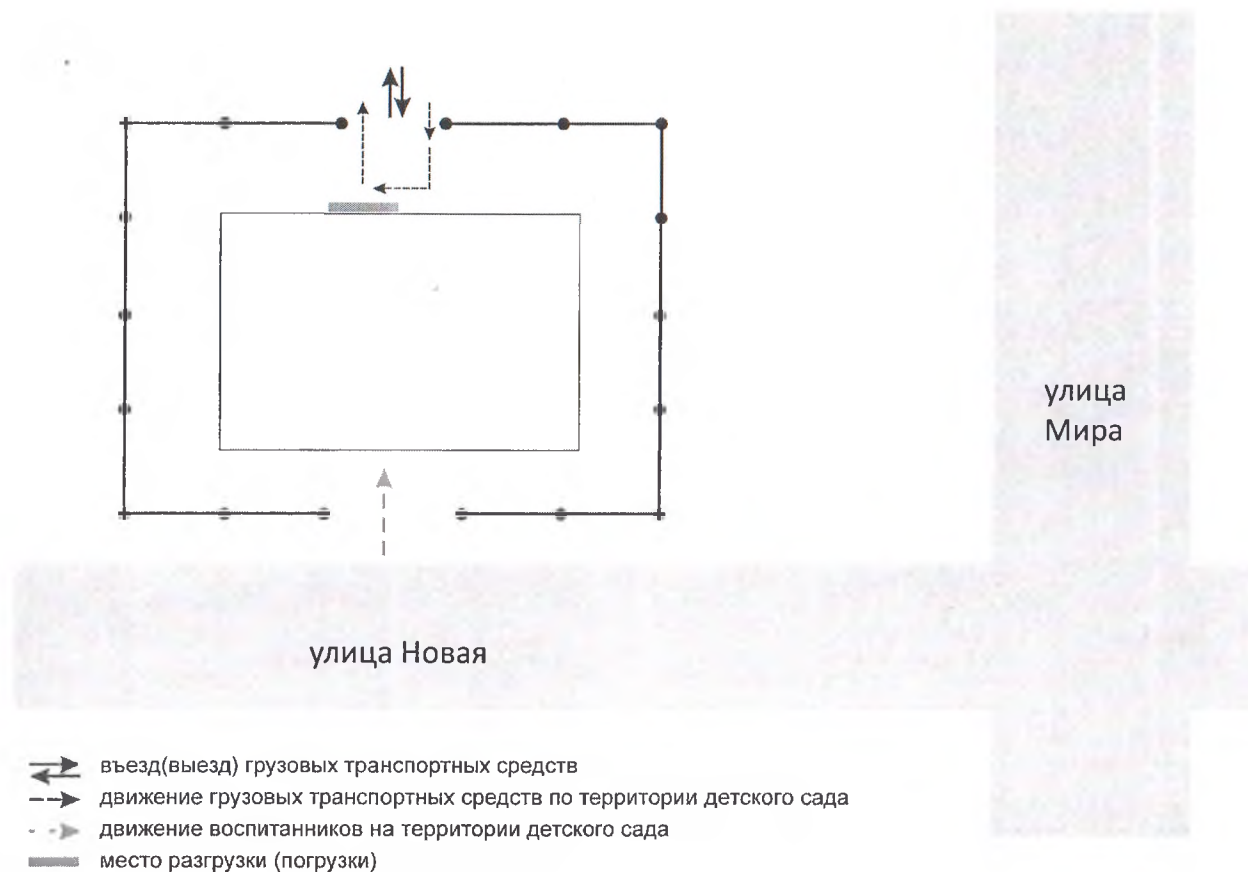 улица
Мира
улица Новая
въезд(выезд) грузовых транспортных средств
движение грузовых транспортных средств по территории детского сада
движение воспитанников на территории детского сада
место разгрузки (погрузки)